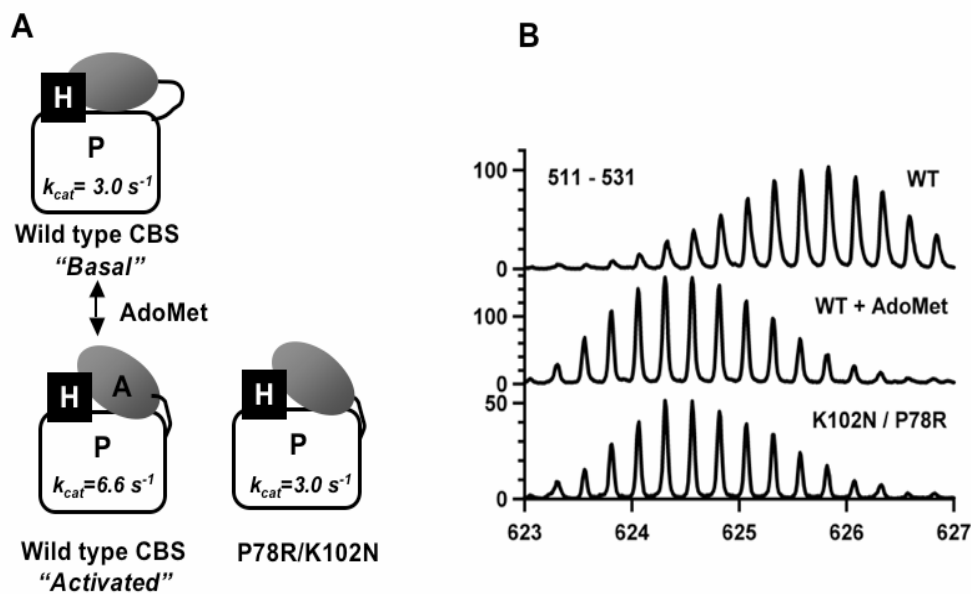 A
H
P
kcat= 3.0 s-1
Wild type CBS
“Basal”
AdoMet
H
A
P
kcat=6.6 s-1
Wild type CBS
“Activated”
H
P
kcat=3.0 s-1
P78R/K102N
B
511 - 531
WT
100
0
WT + AdoMet
100
0
K102N / P78R
50
0
623
624
625
626
627